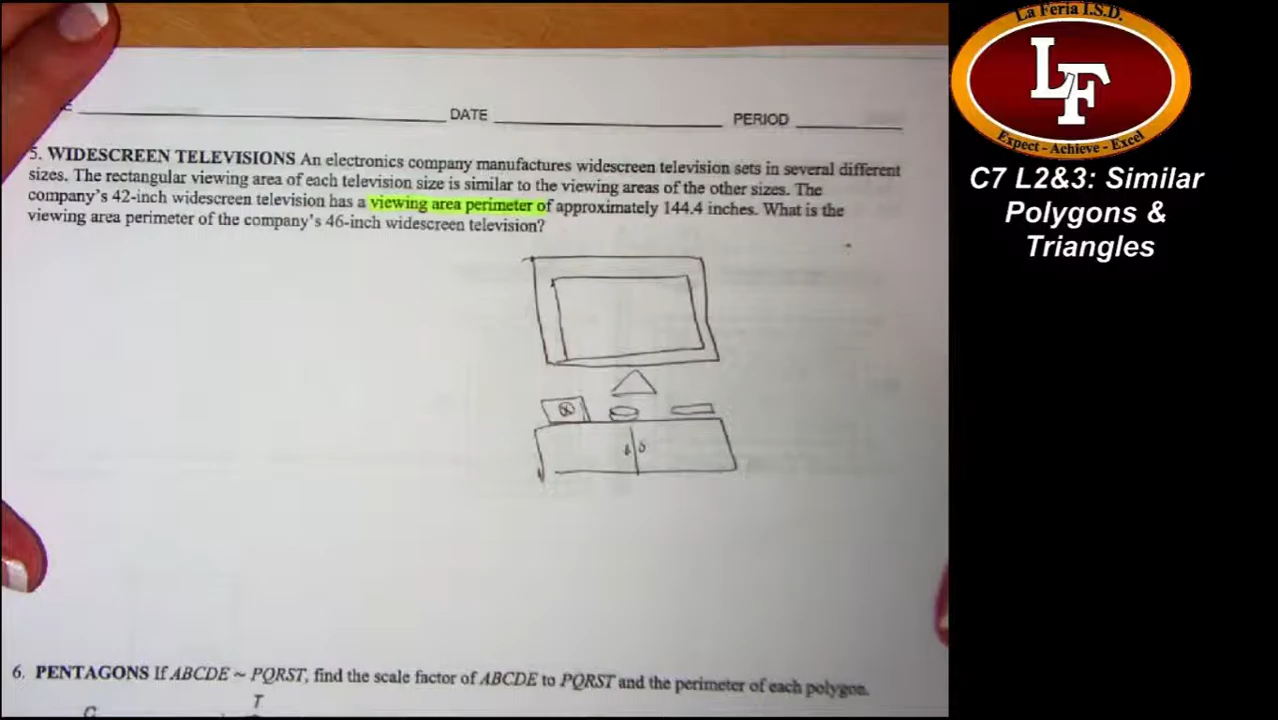 La Feria I.S.D.
LF
Expect - Achieve - Excel
C7 L2&3: Similar
Polygons &
Triangles
DATE
PERIOD
5. WIDESCREEN TELEVISIONS An electronics company manufactures widescreen television sets in several different
sizes. The rectangular viewing area of each television size is similar to the viewing areas of the other sizes. The
company's 42-inch widescreen television has a viewing area perimeter of approximately 144.4 inches. What is the
viewing area perimeter of the company's 46-inch widescreen television?
6. PENTAGONS If ABCDE ~ PQRST, find the scale factor of ABCDE to PQRST and the perimeter of each polygon.
T